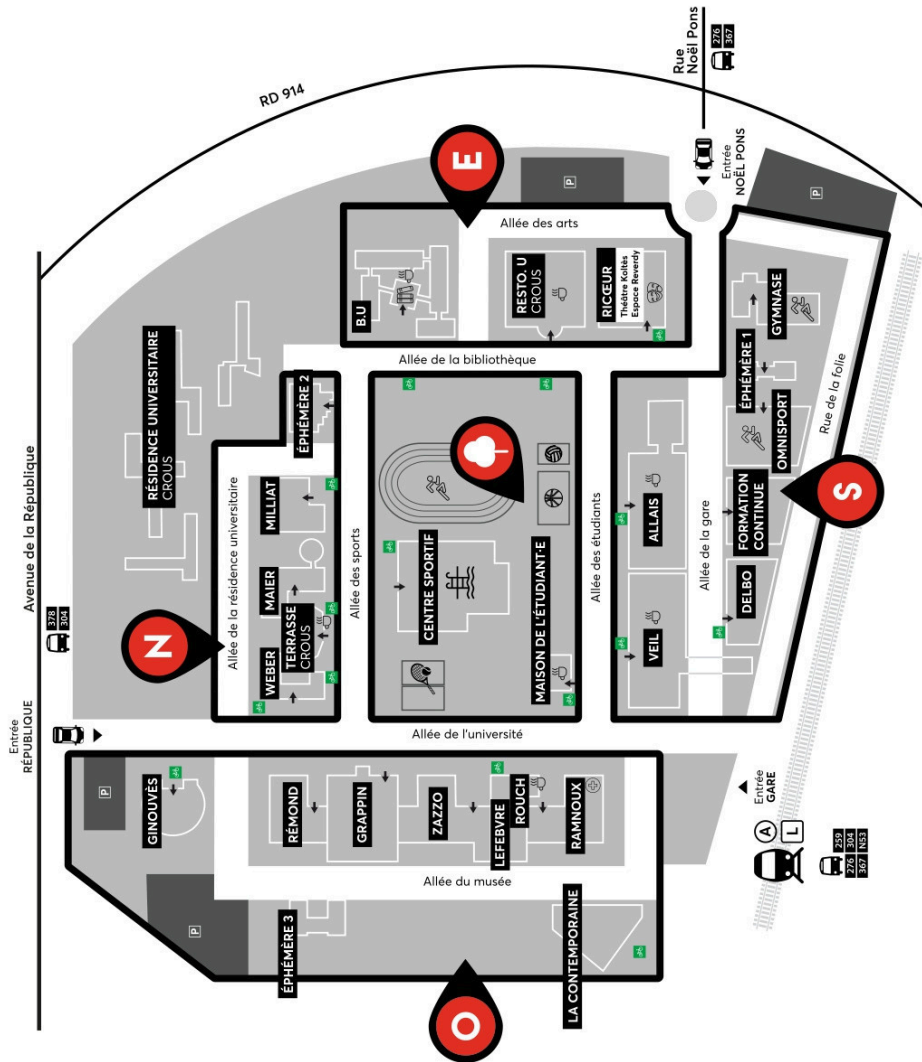 Avenue de la République
RD 914
Rue
Noël Pons
276
367
Entrée
NOËL PONS
378
304
Entrée
RÉPUBLIQUE
N
RÉSIDENCE UNIVERSITAIRE
CROUS
Allée de la résidence universitaire
WEBER
TERRASSE
CROUS
MAIER
MILLIAT
ÉPHÉMÈRE 2
Allée des sports
E
P
Allée des arts
B.U
RESTO. U
CROUS
RICŒUR
Théâtre Koltès
Espace Reverdy
Allée de la bibliothèque
CENTRE SPORTIF
MAISON DE L'ÉTUDIANT·E
Allée des étudiants
VEIL
ALLAIS
Allée de la gare
DELBO
FORMATION
CONTINUE
OMNISPORT
ÉPHÉMÈRE 1
GYMNASE
P
Rue de la folie
S
Allée de l'université
P
GINOUVÈS
RÉMOND
GRAPPIN
ZAZZO
LEFEBVRE
ROUCH
RAMNOUX
Allée du musée
P
ÉPHÉMÈRE 3
LA CONTEMPORAINE
O
Entrée
GARE
A
L
259
276 304
367 N53